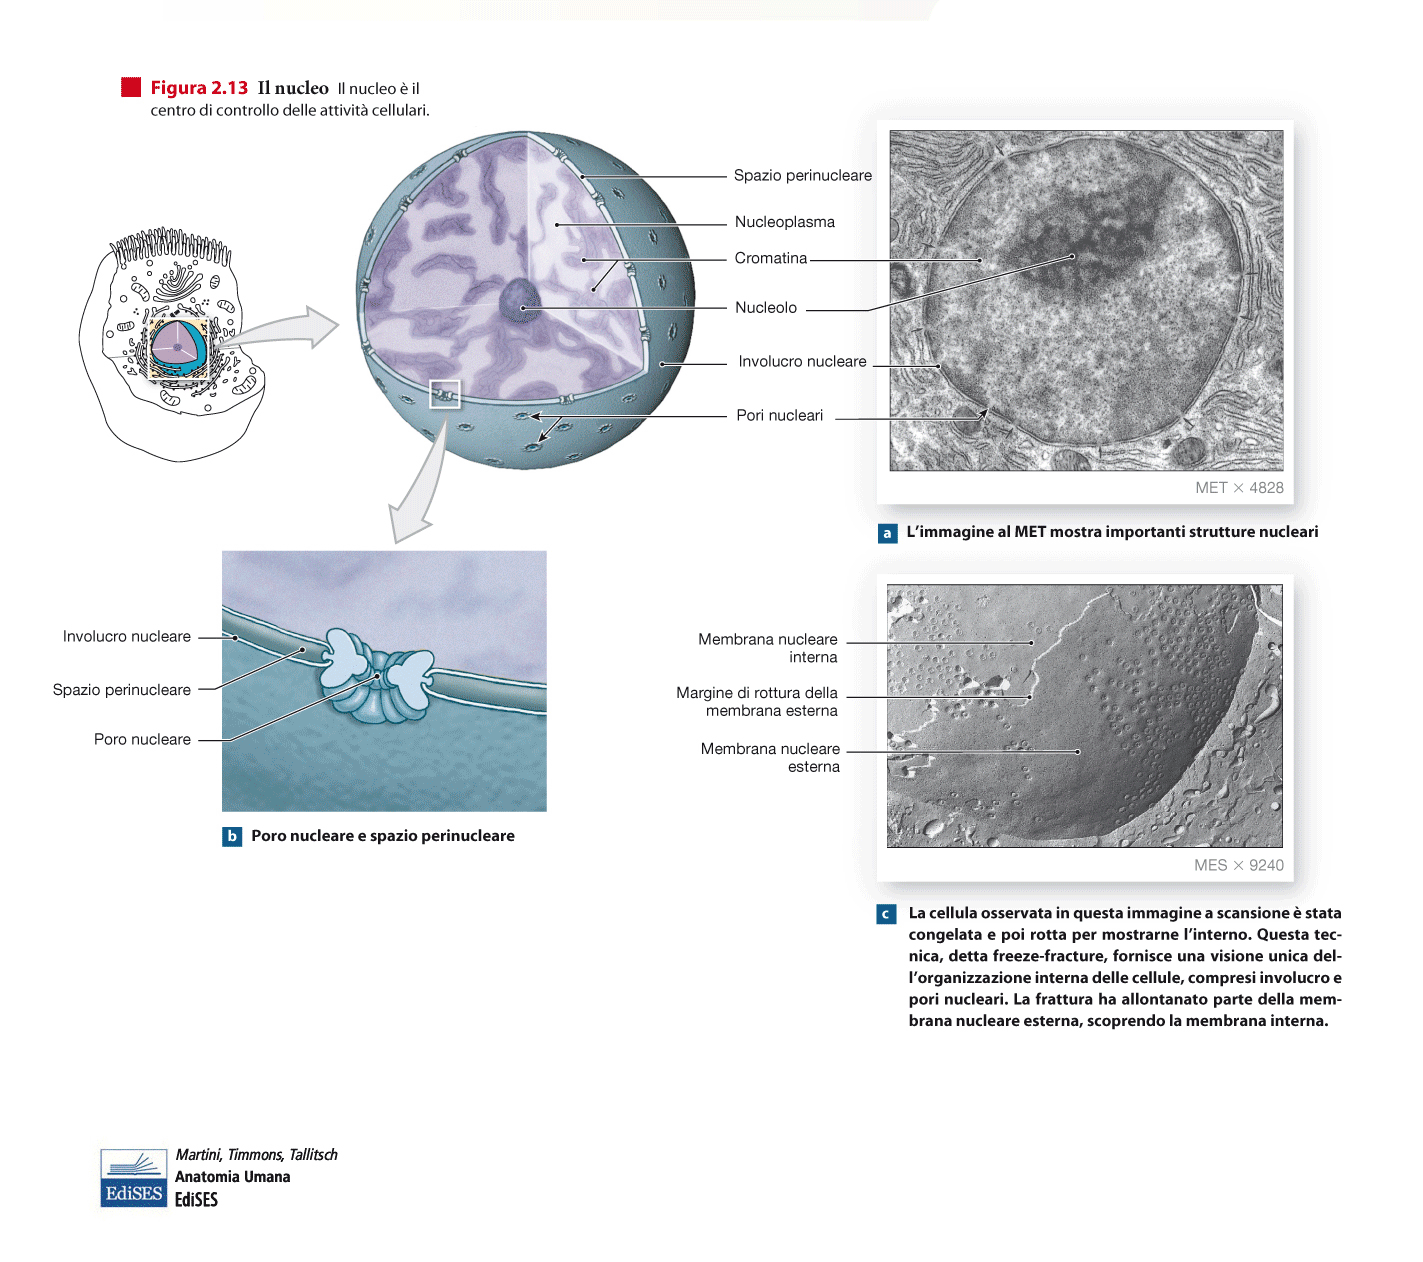 Figura 2.13 Il nucleo Il nucleo è il
centro di controllo delle attività cellulari.
Spazio perinucleare
Nucleoplasma
Cromatina
Nucleolo
Involucro nucleare
Pori nucleari
MET × 4828
a L’immagine al MET mostra importanti strutture nucleari
Involucro nucleare
Spazio perinucleare
Poro nucleare
b Poro nucleare e spazio perinucleare
Membrana nucleare
interna
Margine di rottura della
membrana esterna
Membrana nucleare
esterna
MES × 9240
c La cellula osservata in questa immagine a scansione è stata
congelata e poi rotta per mostrarne l’interno. Questa tec-
nica, detta freeze-fracture, fornisce una visione unica del-
l’organizzazione interna delle cellule, compresi involucro e
pori nucleari. La frattura ha allontanato parte della mem-
brana nucleare esterna, scoprendo la membrana interna.
EdiSES
Martini, Timmons, Tallitsch
Anatomia Umana
EdiSES